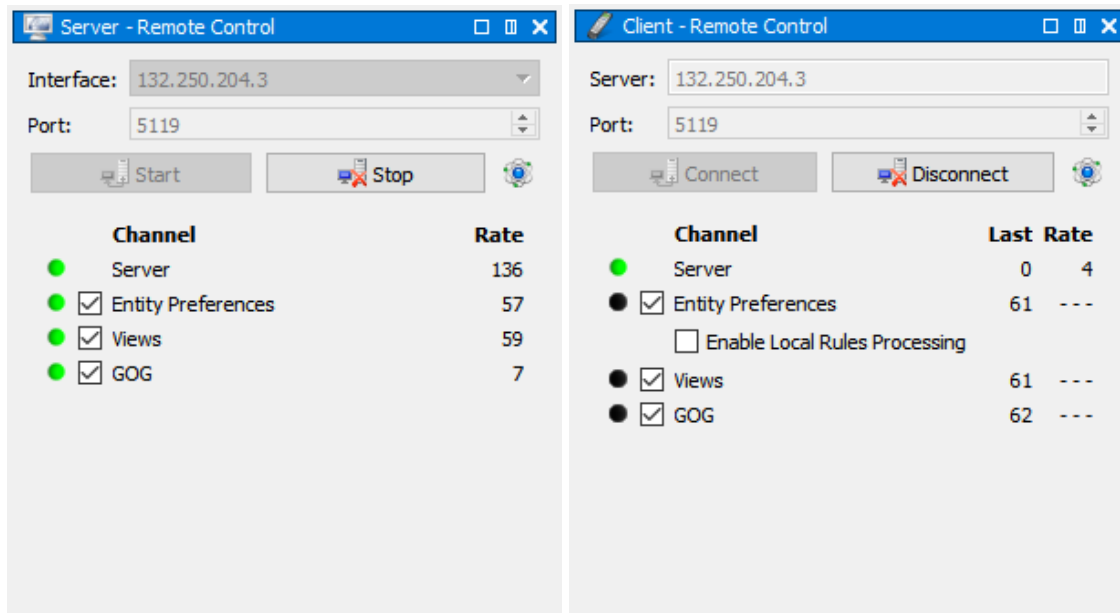 Server - Remote Control
Interface: 132.250.204.3
Port: 5119
Start Stop
Channel Rate
Server 136
Entity Preferences 57
Views 59
GOG 7
Client - Remote Control
Server: 132.250.204.3
Port: 5119
Connect Disconnect
Channel Last Rate
Server 0 4
Entity Preferences 61 ---
Enable Local Rules Processing
Views 61 ---
GOG 62 ---